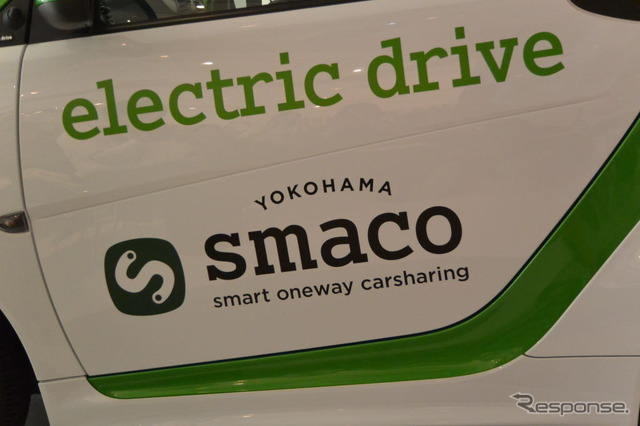 electric drive
YOKOHAMA
smaco
smart oneway carsharing
Response.